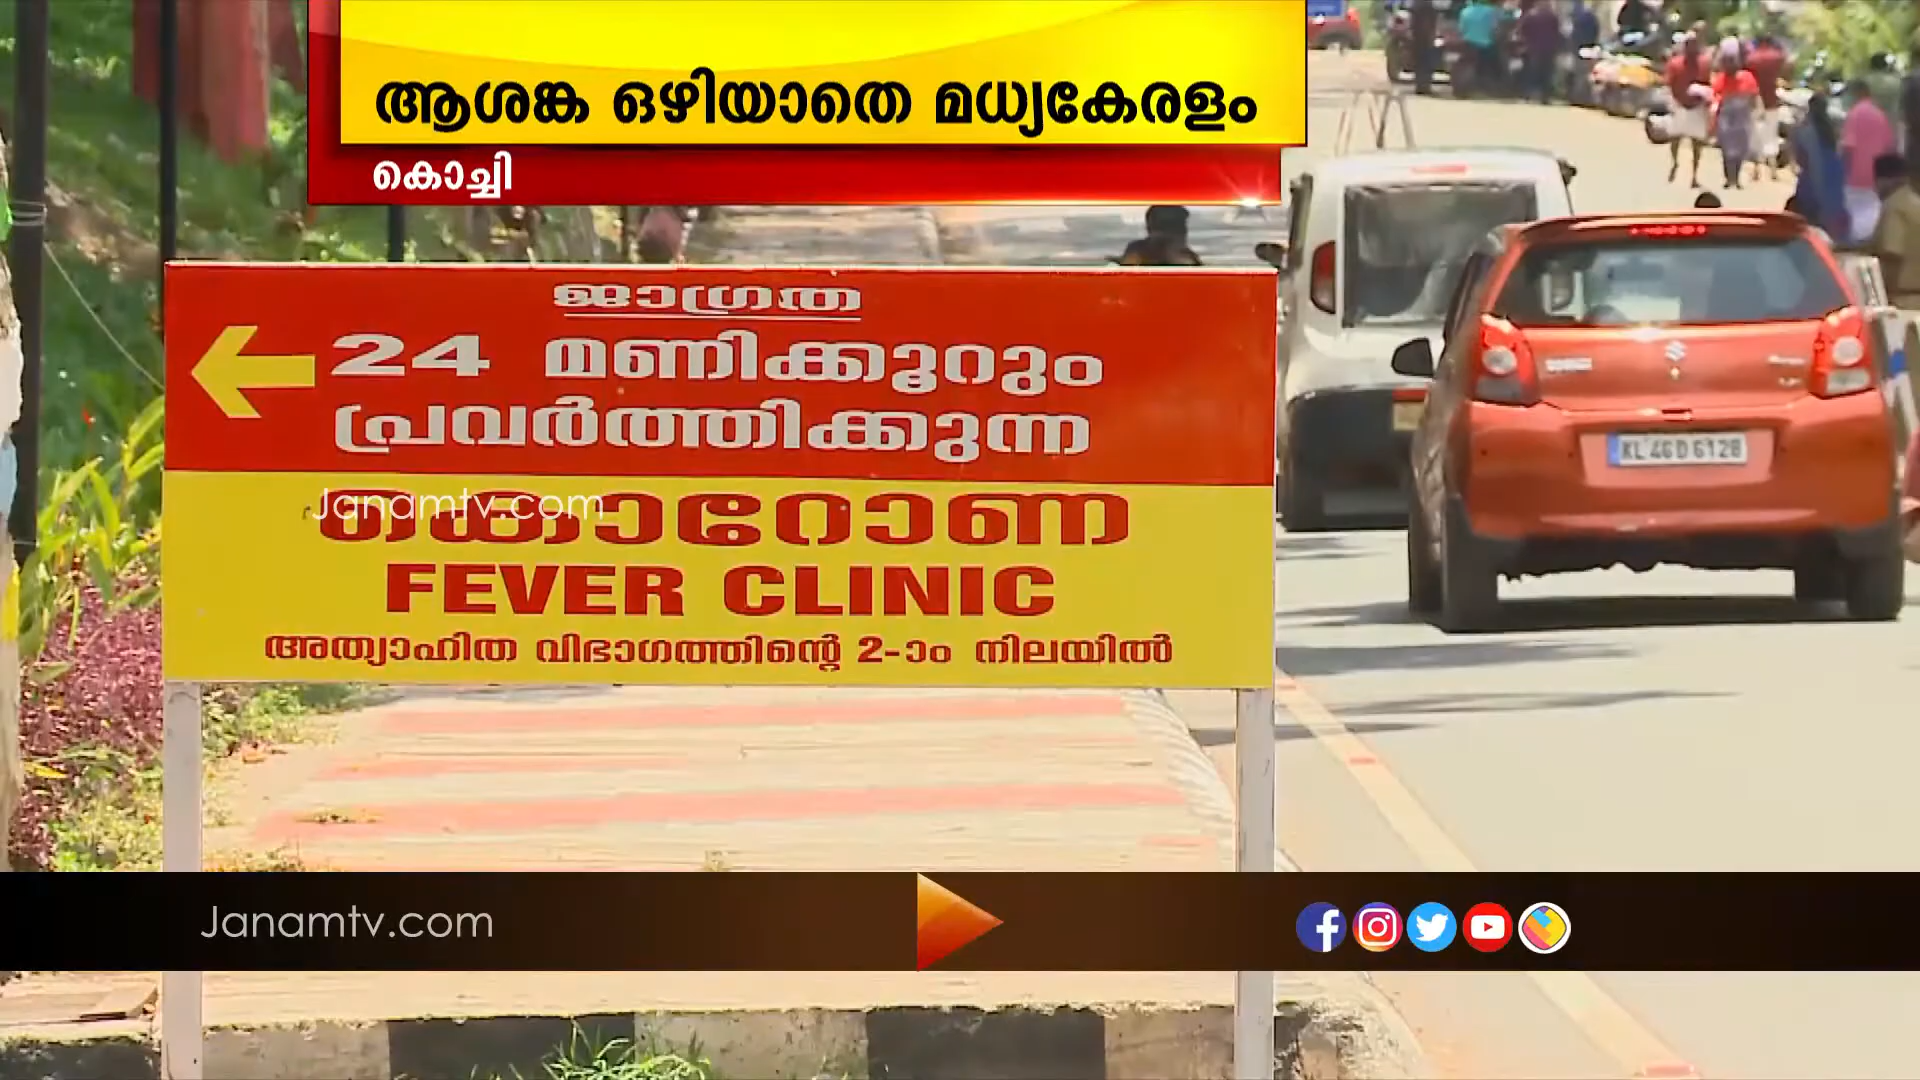 ആശങ്ക ഒഴിയാതെ മധ്യകേരളം
കൊച്ചി
ജാഗ്രത
24 മണിക്കൂറും
പ്രവർത്തിക്കുന്ന
കൊറോണ
Janamtv.com
FEVER CLINIC
അത്യാഹിത വിഭാഗത്തിന്റെ 2-ാം നിലയിൽ
KL 46 D 6128
Janamtv.com